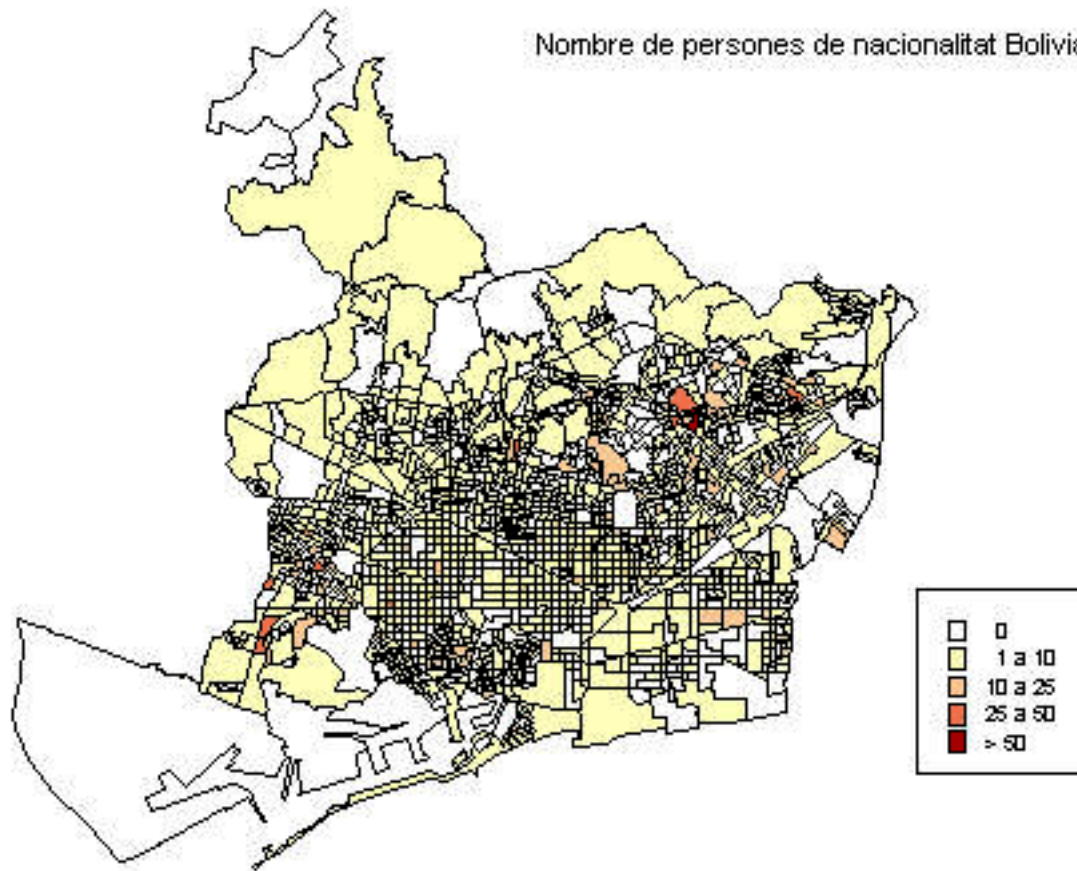 Nombre de persones de nacionalitat Bolivia
0
1 a 10
10 a 25
25 a 50
> 50